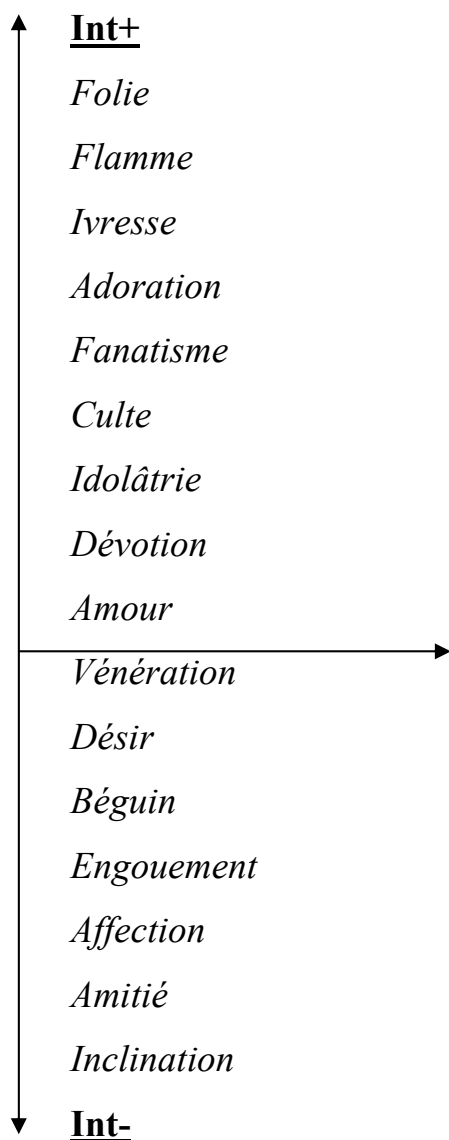 Int+
Folie
Flamme
Ivresse
Adoration
Fanatisme
Culte
Idolâtrie
Dévotion
Amour
Vénération
Désir
Béguin
Engouement
Affection
Amitié
Inclination
Int-